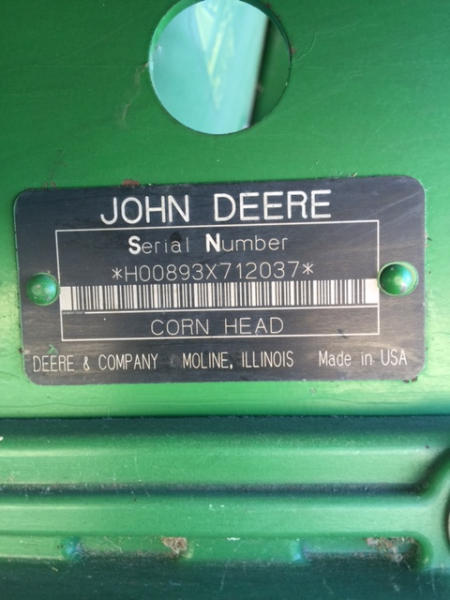 JOHN DEERE
Serial Number
*H00893X712037*
CORN HEAD
DEERE & COMPANY MOLINE, ILLINOIS Made in USA